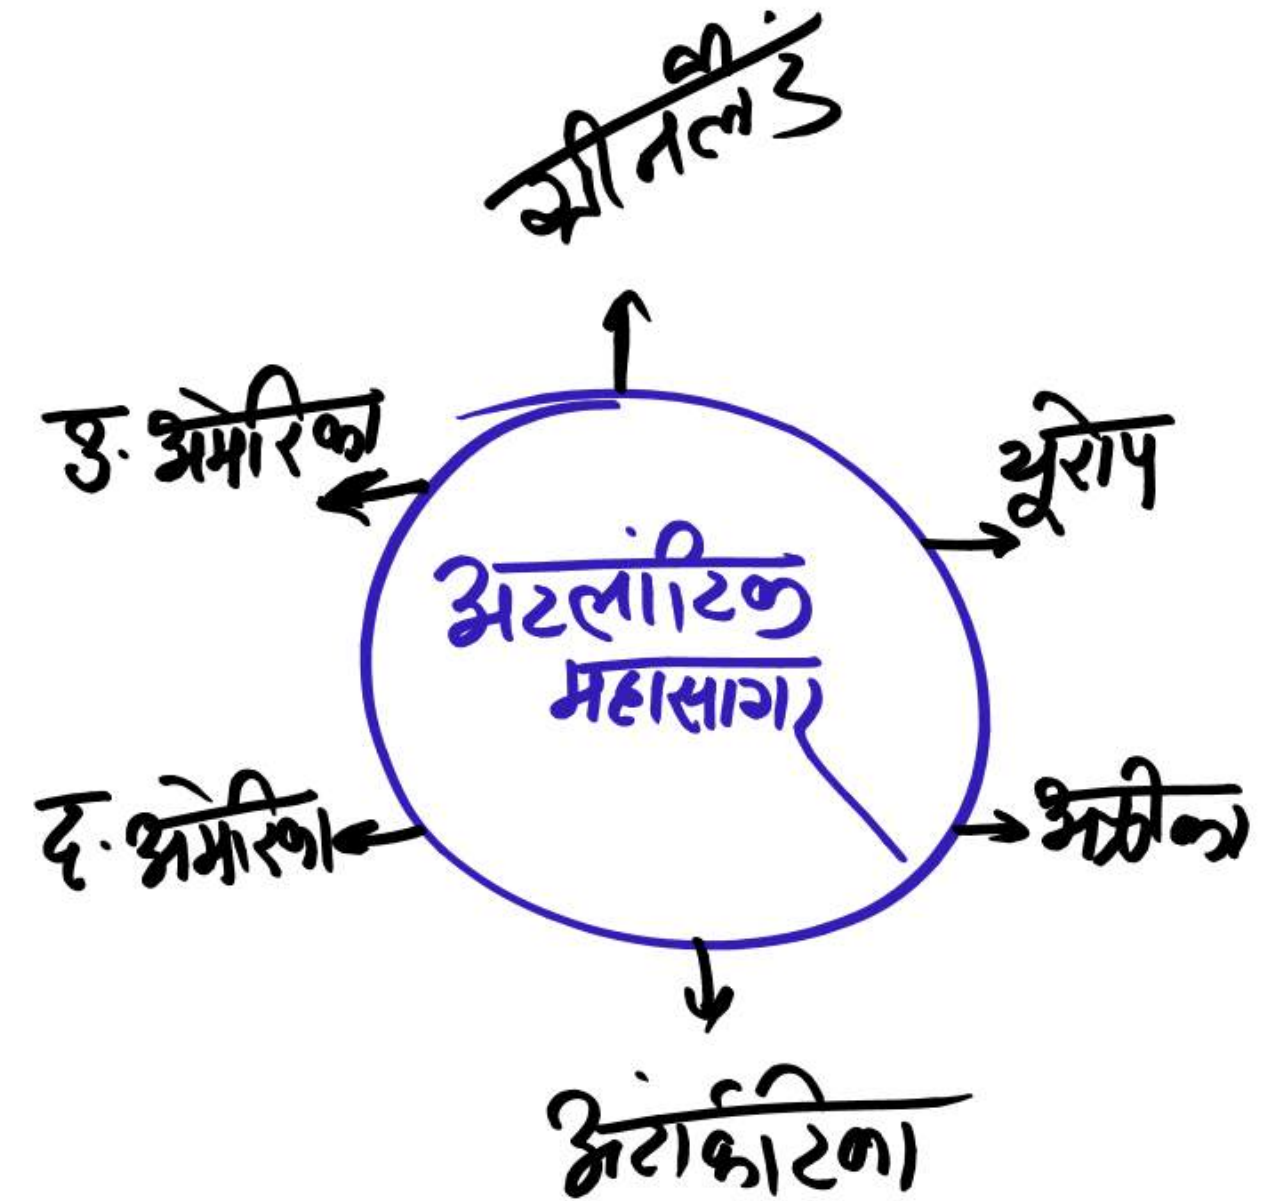 ग्रीनलंड
उ. अमेरिका
यूरोप
अटलांटिक
महासागर
द. अमेरिका
अफ्रीका
अंटार्कटिका